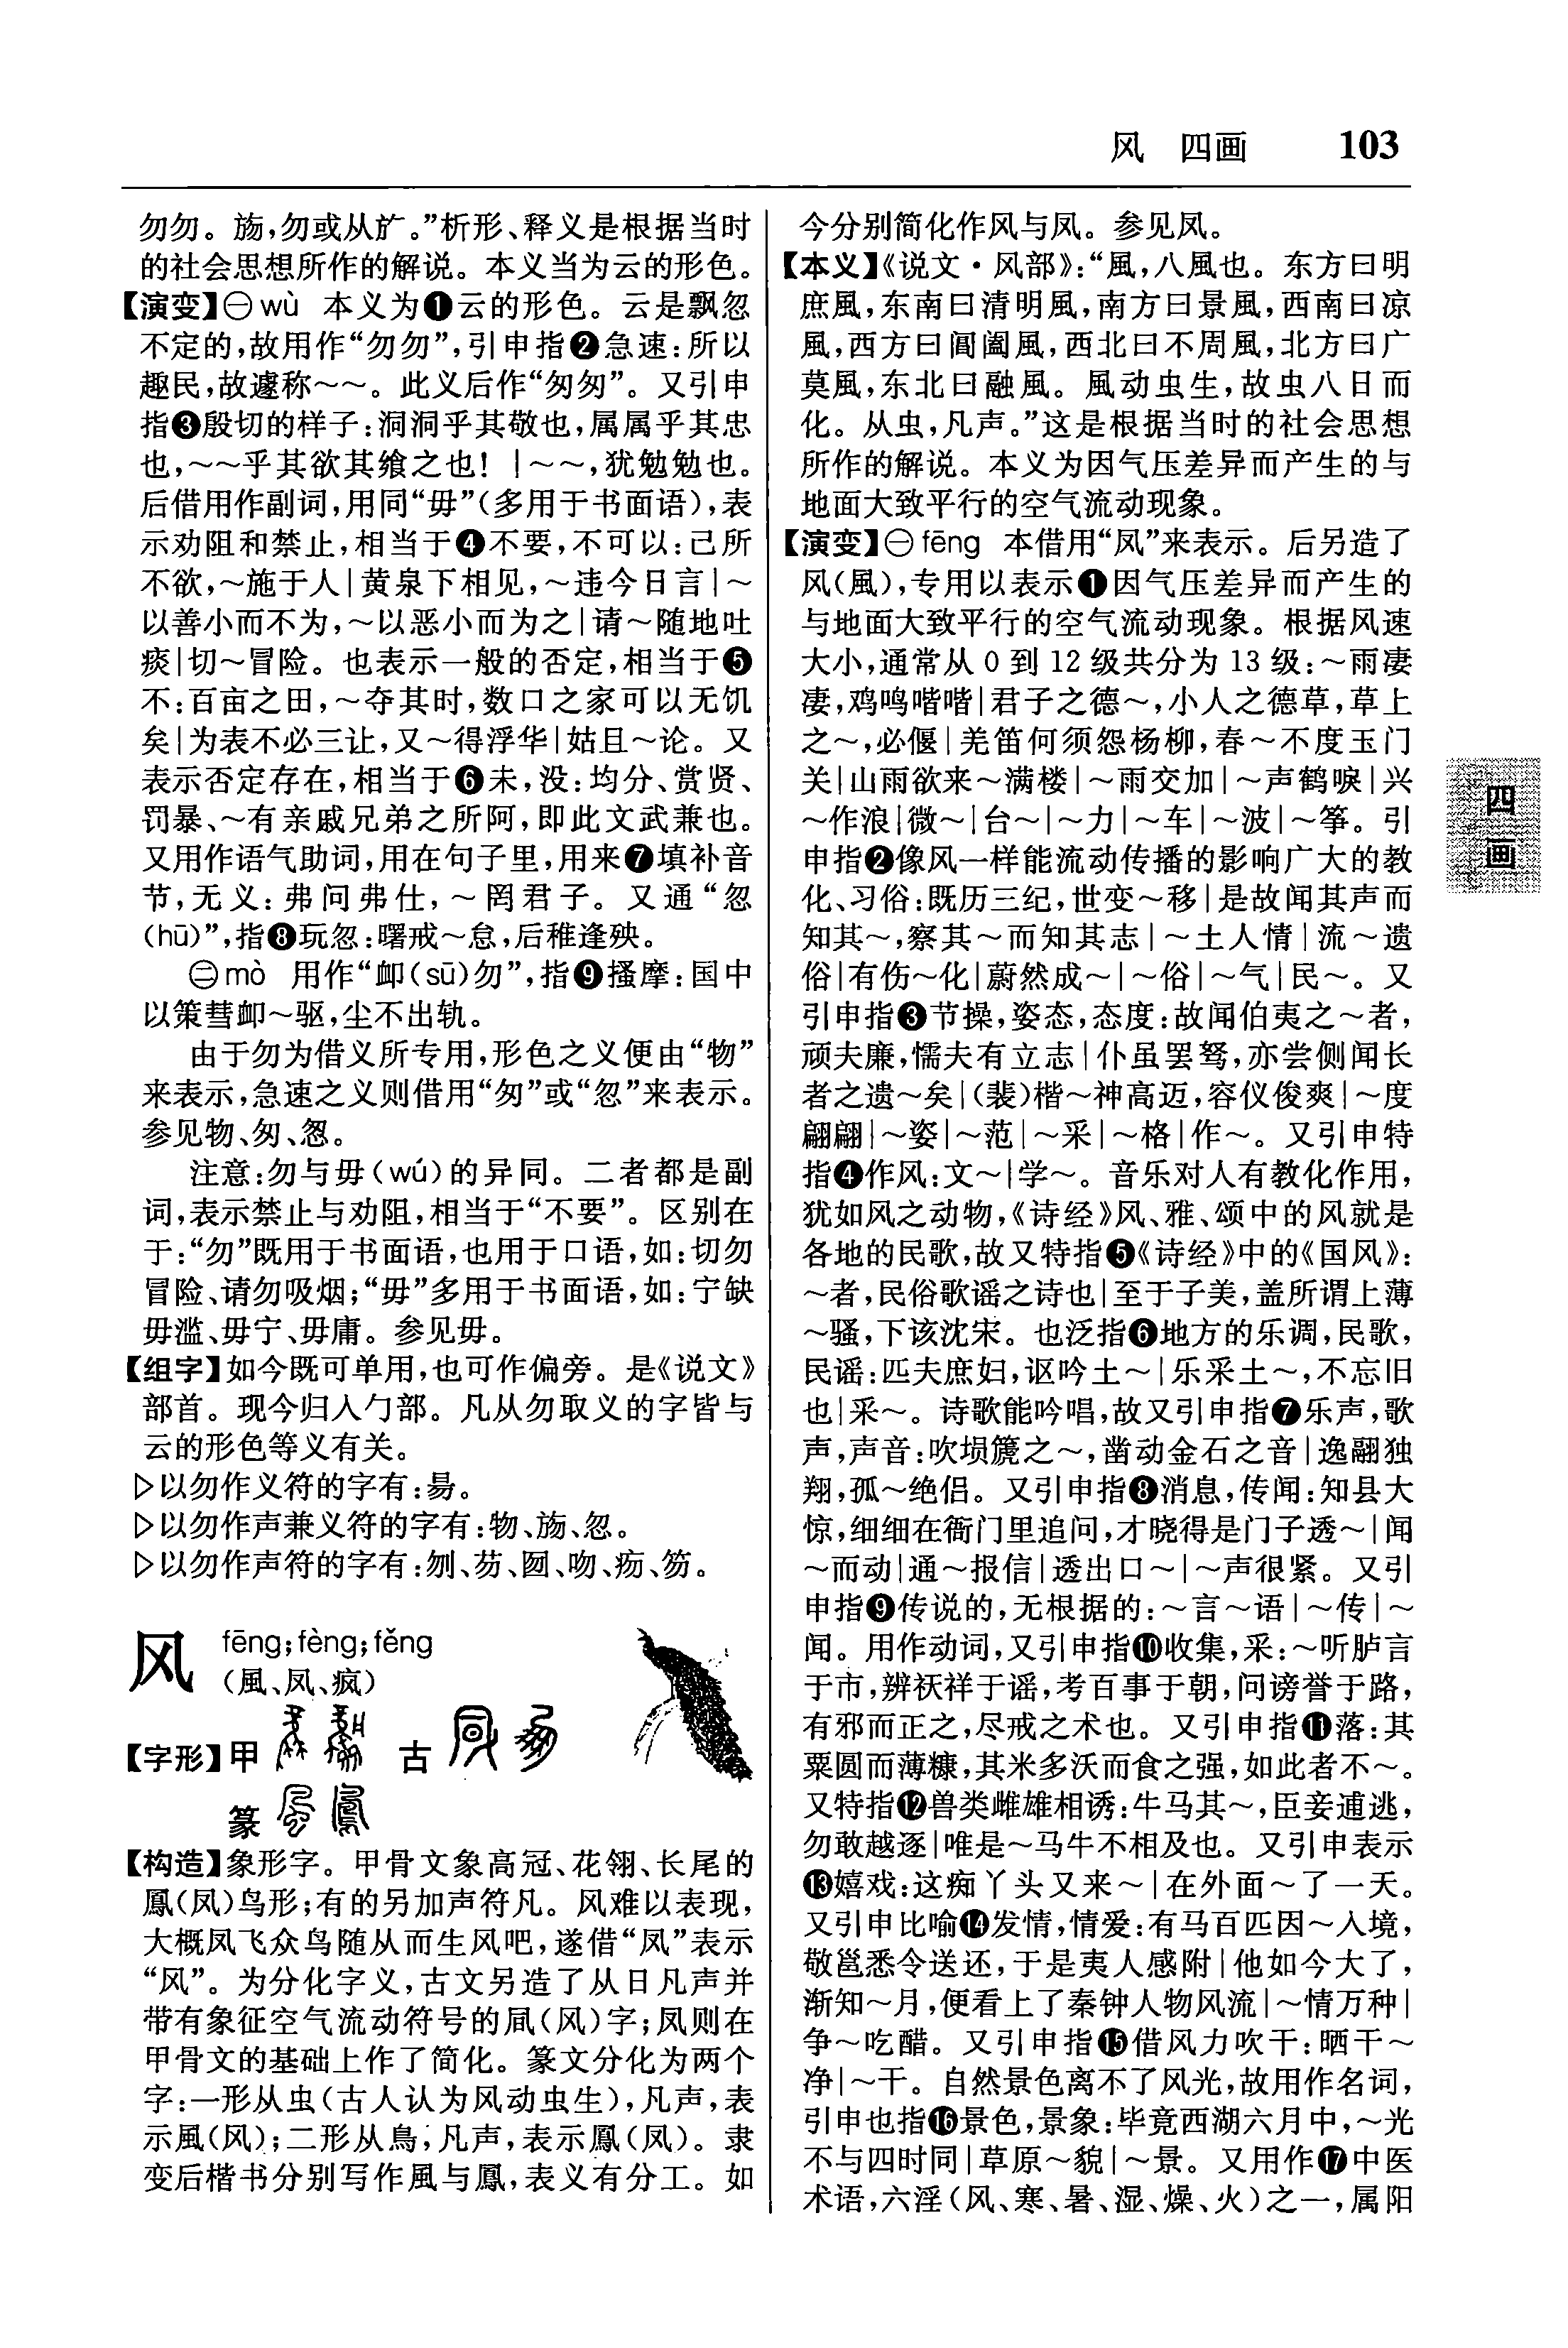 风 四画 103
勿勿。𣃦,勿或从㫃。”析形、释义是根据当时
的社会思想所作的解说。本义当为云的形色。
【演变】㊀wù 本义为❶云的形色。云是飘忽
不定的,故用作“勿勿”,引申指❷急速:所以
趣民,故遽称～～。此义后作“匆匆”。又引申
指❸殷切的样子:洞洞乎其敬也,属属乎其忠
也,～～乎其欲其飨之也!|～～,犹勉勉也。
后借用作副词,用同“毋”(多用于书面语),表
示劝阻和禁止,相当于❹不要,不可以:己所
不欲,～施于人|黄泉下相见,～违今日言|～
以善小而不为,～以恶小而为之|请～随地吐
痰|切～冒险。也表示一般的否定,相当于❺
不:百亩之田,～夺其时,数口之家可以无饥
矣|为表不必三让,又～得浮华|姑且～论。又
表示否定存在,相当于❻未,没:均分、赏贤、
罚暴、～有亲戚兄弟之所阿,即此文武兼也。
又用作语气助词,用在句子里,用来❼填补音
节,无义:弗问弗仕,～罔君子。又通“忽
(hū)”,指❽玩忽:曙戒～怠,后稚逢殃。
㊁mò 用作“卹(sū)勿”,指❾搔摩:国中
以策彗卹～驱,尘不出轨。
由于勿为借义所专用,形色之义便由“物”
来表示,急速之义则借用“匆”或“忽”来表示。
参见物、匆、忽。
注意:勿与毋(wú)的异同。二者都是副
词,表示禁止与劝阻,相当于“不要”。区别在
于:“勿”既用于书面语,也用于口语,如:切勿
冒险、请勿吸烟;“毋”多用于书面语,如:宁缺
毋滥、毋宁、毋庸。参见毋。
【组字】如今既可单用,也可作偏旁。是《说文》
部首。现今归入勹部。凡从勿取义的字皆与
云的形色等义有关。
▷以勿作义符的字有:昜。
▷以勿作声兼义符的字有:物、𣃦、忽。
▷以勿作声符的字有:刎、芴、囫、吻、㾌、笏。
风 fēng;fèng;fěng
(風、凤、疯)
【字形】甲 古
篆
【构造】象形字。甲骨文象高冠、花翎、长尾的
鳳(凤)鸟形;有的另加声符凡。风难以表现,
大概凤飞众鸟随从而生风吧,遂借“凤”表示
“风”。为分化字义,古文另造了从日凡声并
带有象征空气流动符号的凬(风)字;凤则在
甲骨文的基础上作了简化。篆文分化为两个
字:一形从虫(古人认为风动虫生),凡声,表
示風(风);二形从鳥,凡声,表示鳳(凤)。隶
变后楷书分别写作風与鳳,表义有分工。如
今分别简化作风与凤。参见凤。
【本义】《说文·风部》:“風,八風也。东方曰明
庶風,东南曰清明風,南方曰景風,西南曰凉
風,西方曰阊阖風,西北曰不周風,北方曰广
莫風,东北曰融風。風动虫生,故虫八日而
化。从虫,凡声。”这是根据当时的社会思想
所作的解说。本义为因气压差异而产生的与
地面大致平行的空气流动现象。
【演变】㊀fēng 本借用“凤”来表示。后另造了
风(風),专用以表示❶因气压差异而产生的
与地面大致平行的空气流动现象。根据风速
大小,通常从 0 到 12 级共分为 13 级:～雨凄
凄,鸡鸣喈喈|君子之德～,小人之德草,草上
之～,必偃|羌笛何须怨杨柳,春～不度玉门
关|山雨欲来～满楼|～雨交加|～声鹤唳|兴
～作浪|微～|台～|～力|～车|～波|～筝。引
申指❷像风一样能流动传播的影响广大的教
化、习俗:既历三纪,世变～移|是故闻其声而
知其～,察其～而知其志|～土人情|流～遗
俗|有伤～化|蔚然成～|～俗|～气|民～。又
引申指❸节操,姿态,态度:故闻伯夷之～者,
顽夫廉,懦夫有立志|仆虽罢驽,亦尝侧闻长
者之遗～矣|(裴)楷～神高迈,容仪俊爽|～度
翩翩|～姿|～范|～采|～格|作～。又引申特
指❹作风:文～|学～。音乐对人有教化作用,
犹如风之动物,《诗经》风、雅、颂中的风就是
各地的民歌,故又特指❺《诗经》中的《国风》:
～者,民俗歌谣之诗也|至于子美,盖所谓上薄
～骚,下该沈宋。也泛指❻地方的乐调,民歌,
民谣:匹夫庶妇,讴吟土～|乐采土～,不忘旧
也|采～。诗歌能吟唱,故又引申指❼乐声,歌
声,声音:吹埙篪之～,凿动金石之音|逸翮独
翔,孤～绝侣。又引申指❽消息,传闻:知县大
惊,细细在衙门里追问,才晓得是门子透～|闻
～而动|通～报信|透出口～|～声很紧。又引
申指❾传说的,无根据的:～言～语|～传|～
闻。用作动词,又引申指❿收集,采:～听胪言
于市,辨祆祥于谣,考百事于朝,问谤誉于路,
有邪而正之,尽戒之术也。又引申指⓫落:其
粟圆而薄糠,其米多沃而食之强,如此者不～。
又特指⓬兽类雌雄相诱:牛马其～,臣妾逋逃,
勿敢越逐|唯是～马牛不相及也。又引申表示
⓭嬉戏:这痴丫头又来～|在外面～了一天。
又引申比喻⓮发情,情爱:有马百匹因～入境,
敬邕悉令送还,于是夷人感附|他如今大了,
渐知～月,便看上了秦钟人物风流|～情万种|
争～吃醋。又引申指⓯借风力吹干:晒干～
净|～干。自然景色离不了风光,故用作名词,
引申也指⓰景色,景象:毕竟西湖六月中,～光
不与四时同|草原～貌|～景。又用作⓱中医
术语,六淫(风、寒、暑、湿、燥、火)之一,属阳
四画